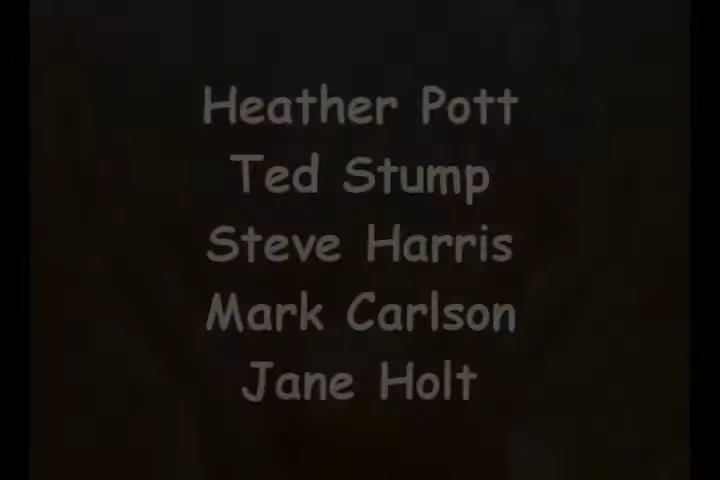 Heather Pott
Ted Stump
Steve Harris
Mark Carlson
Jane Holt